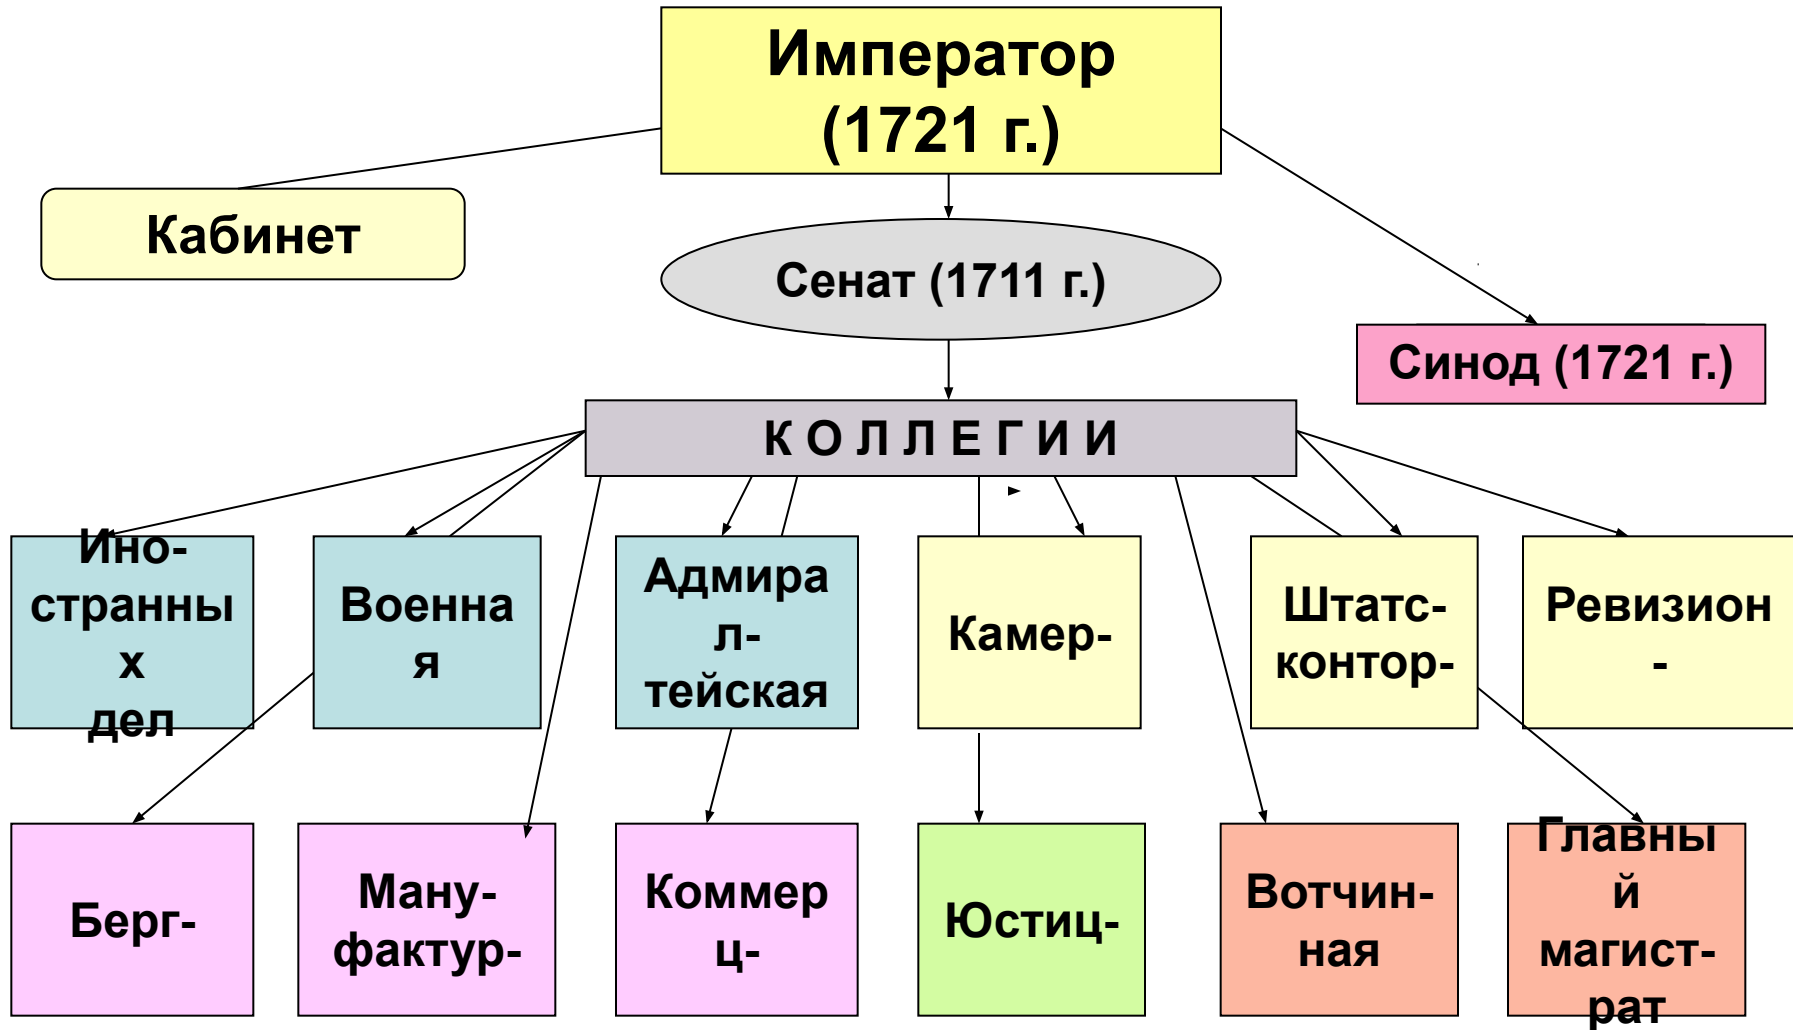 Император
(1721 г.)
Кабинет
Сенат (1711 г.)
Синод (1721 г.)
К О Л Л Е Г И И
Ино-
странны
х
дел
Военна
я
Адмира
л-
тейская
Камер-
Штатс-
контор-
Ревизион
-
Берг-
Ману-
фактур-
Коммер
ц-
Юстиц-
Вотчин-
ная
Главны
й
магист-
рат